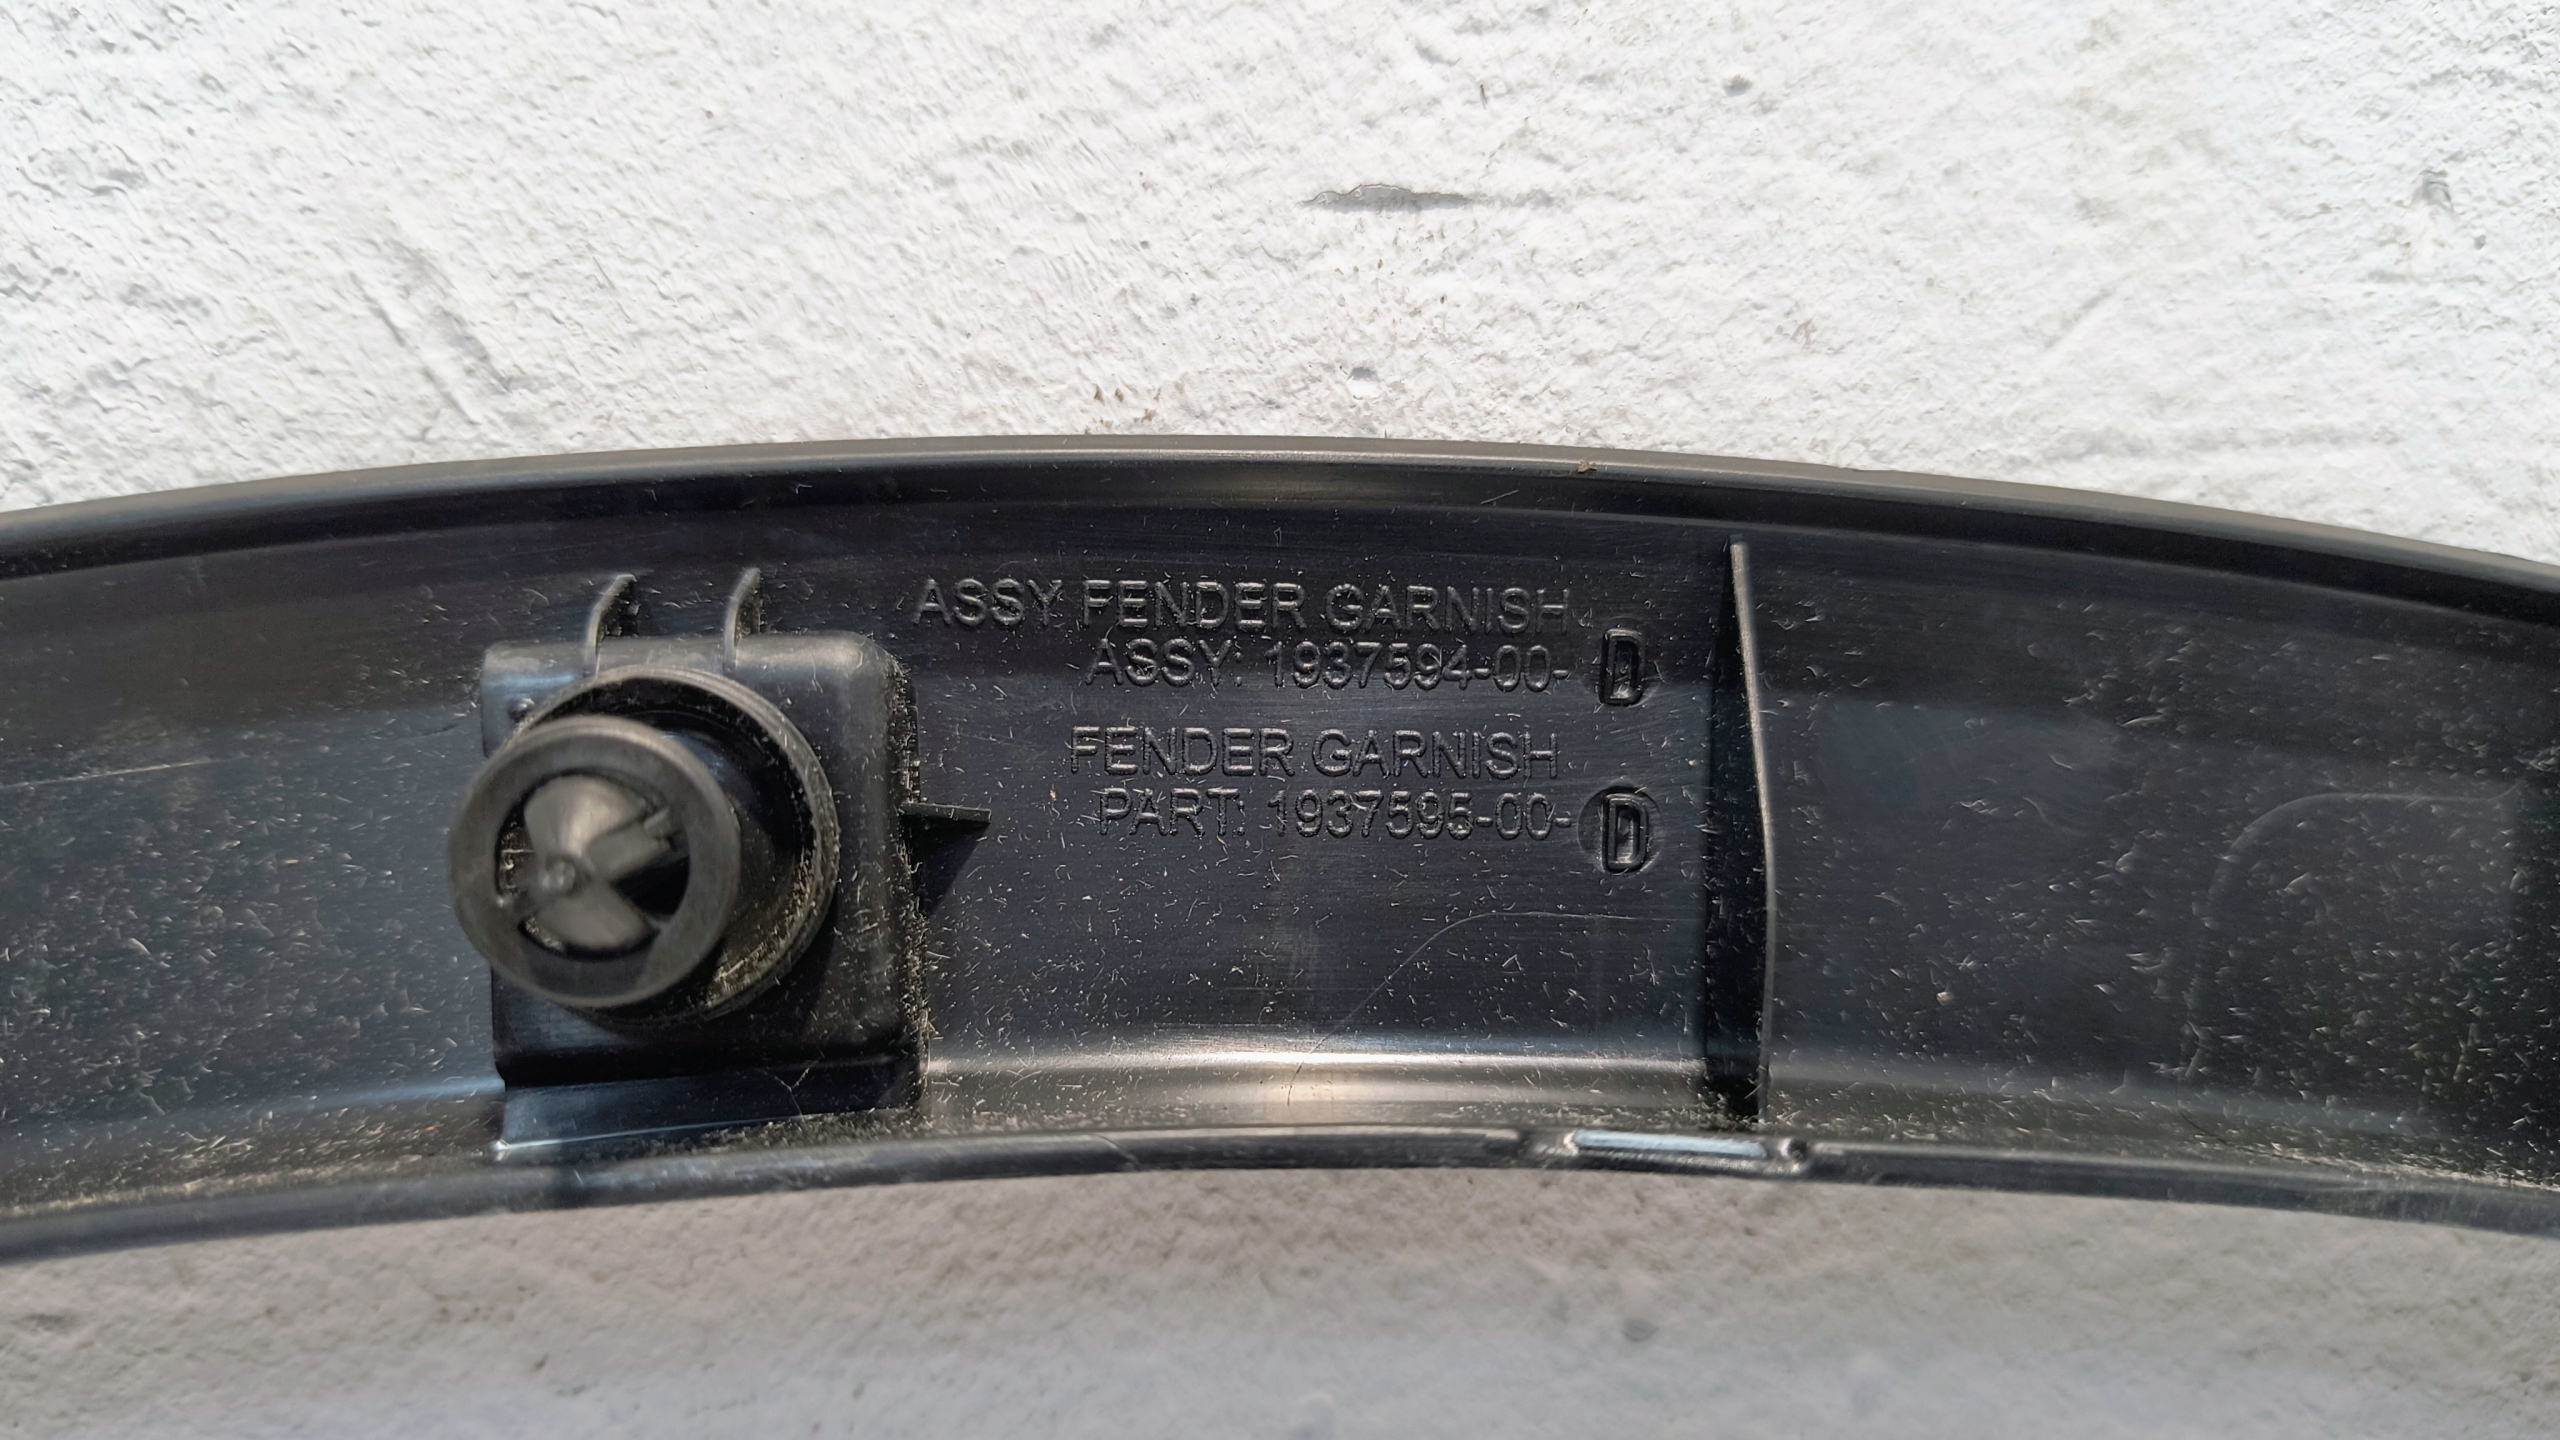 ASSY FENDER GARNISH
ASSY: 1937594-00-D
FENDER GARNISH
PART: 1937595-00-D